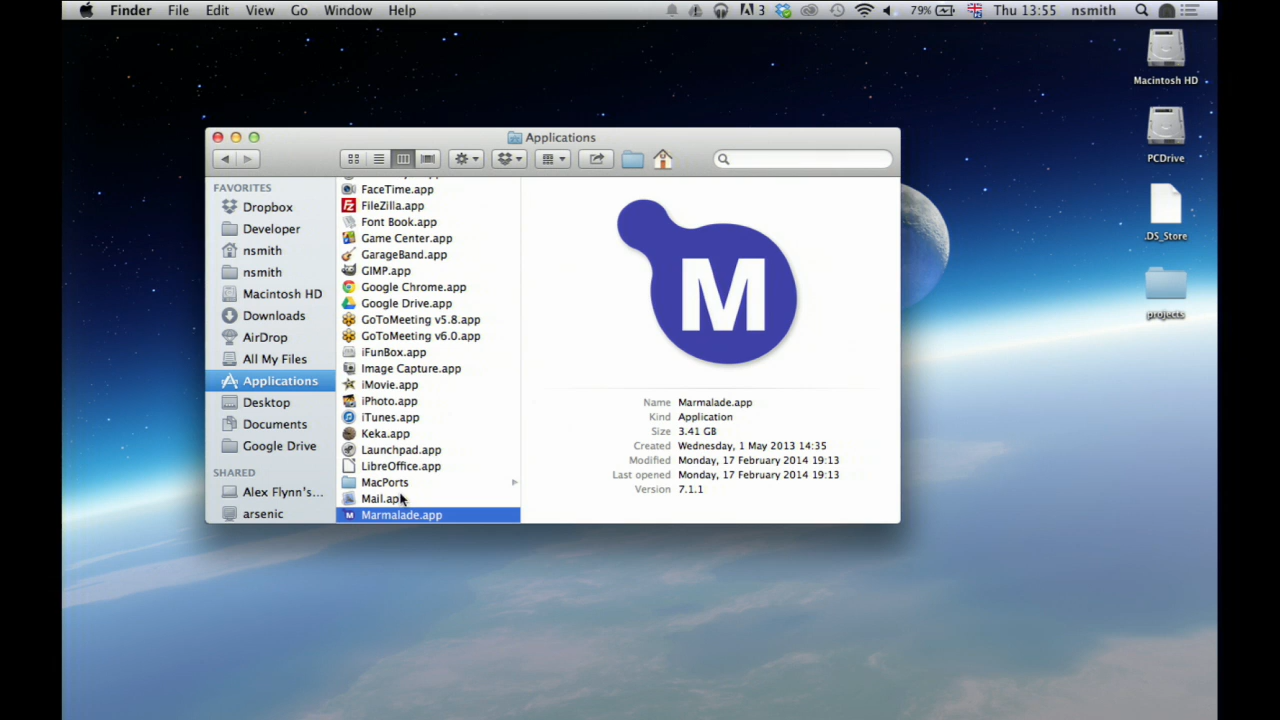 Finder File Edit View Go Window Help 3 79% Thu 13:55 nsmith
Macintosh HD
PCDrive
.DS_Store
projects
Applications
FAVORITES
Dropbox
Developer
nsmith
nsmith
Macintosh HD
Downloads
AirDrop
All My Files
Applications
Desktop
Documents
Google Drive
SHARED
Alex Flynn's...
arsenic
FaceTime.app
FileZilla.app
Font Book.app
Game Center.app
GarageBand.app
GIMP.app
Google Chrome.app
Google Drive.app
GoToMeeting v5.8.app
GoToMeeting v6.0.app
iFunBox.app
Image Capture.app
iMovie.app
iPhoto.app
iTunes.app
Keka.app
Launchpad.app
LibreOffice.app
MacPorts
Mail.app
Marmalade.app
M
Name Marmalade.app
Kind Application
Size 3.41 GB
Created Wednesday, 1 May 2013 14:35
Modified Monday, 17 February 2014 19:13
Last opened Monday, 17 February 2014 19:13
Version 7.1.1